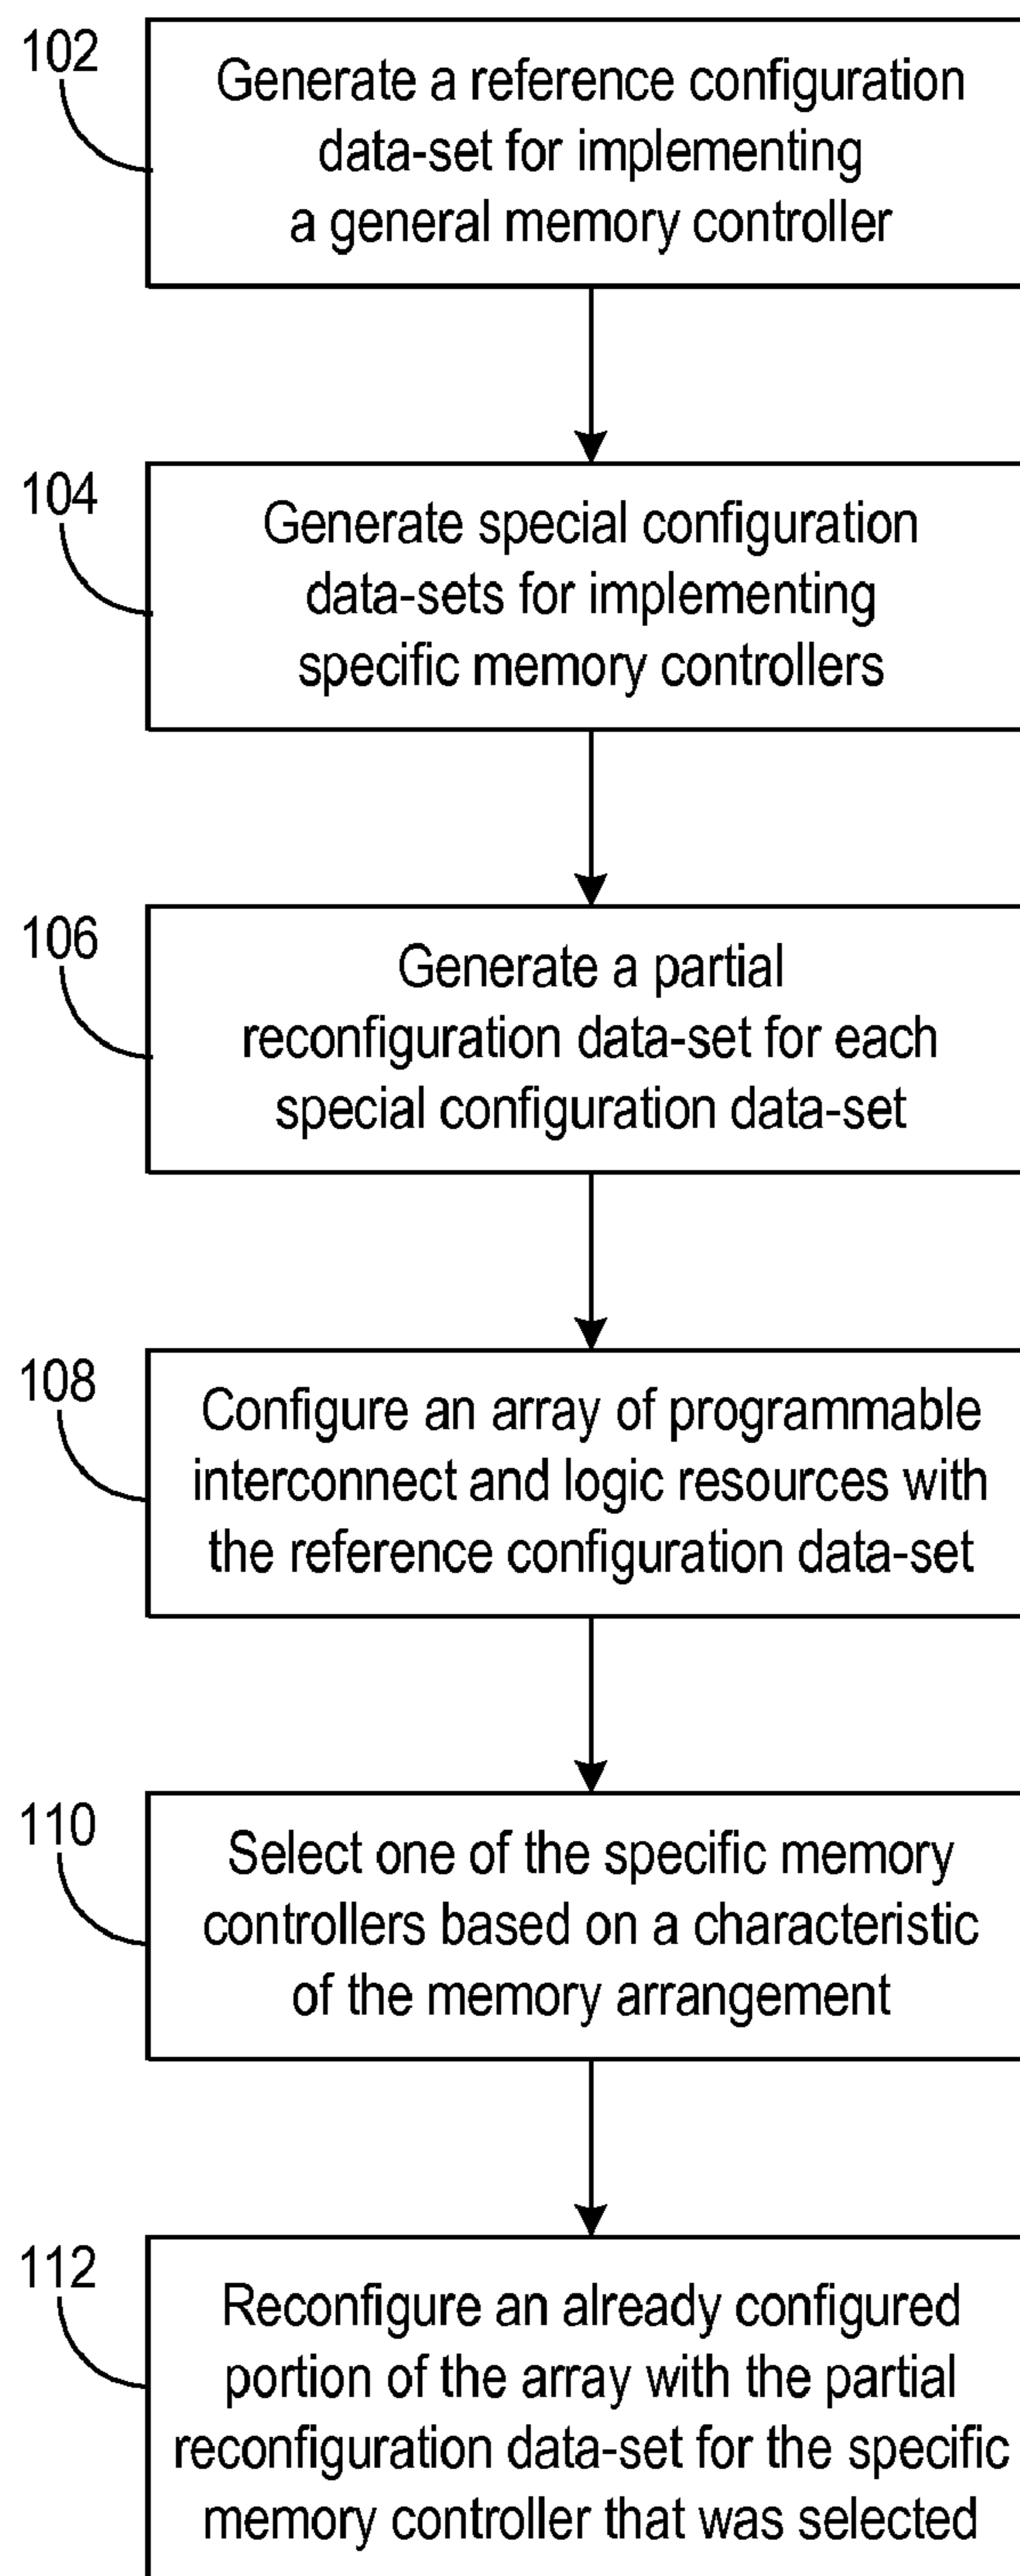 102
Generate a reference configuration
data-set for implementing
a general memory controller
104
Generate special configuration
data-sets for implementing
specific memory controllers
106
Generate a partial
reconfiguration data-set for each
special configuration data-set
108
Configure an array of programmable
interconnect and logic resources with
the reference configuration data-set
110
Select one of the specific memory
controllers based on a characteristic
of the memory arrangement
112
Reconfigure an already configured
portion of the array with the partial
reconfiguration data-set for the specific
memory controller that was selected